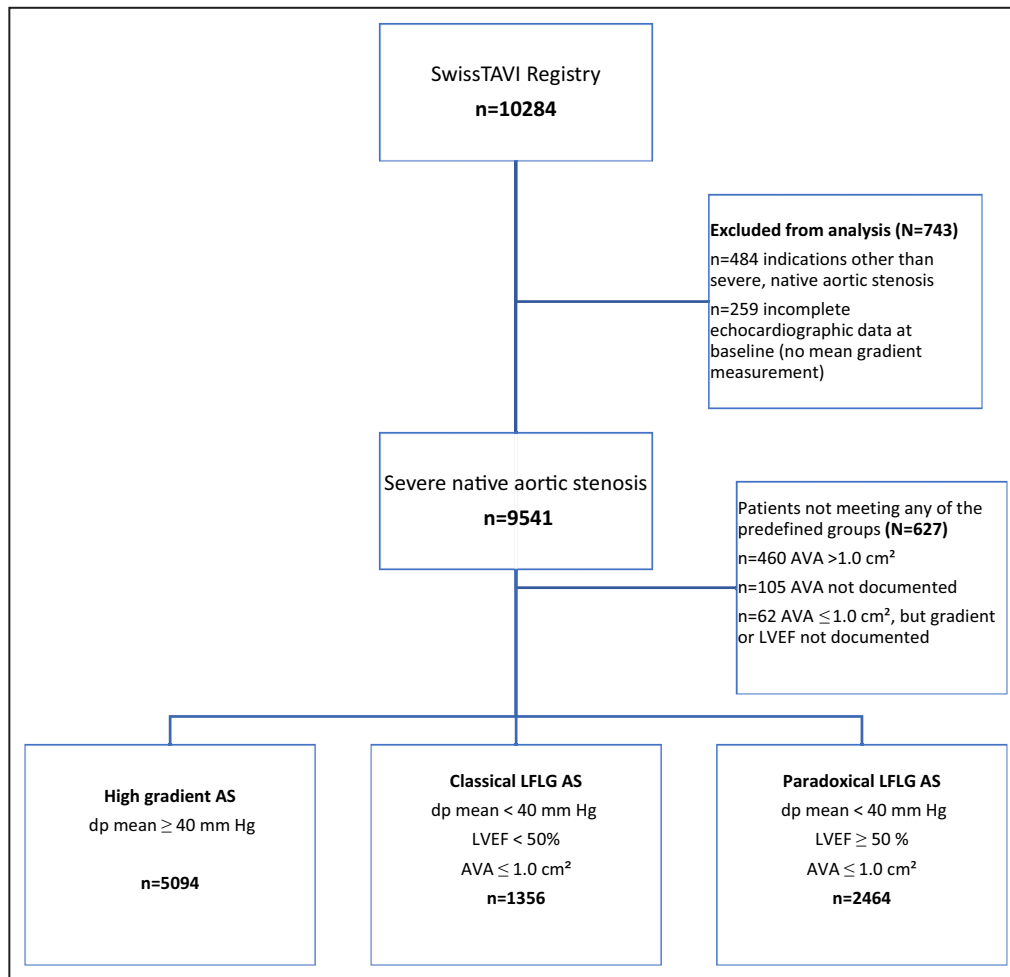 SwissTAVI Registry
n=10284
Excluded from analysis (N=743)
n=484 indications other than
severe, native aortic stenosis
n=259 incomplete
echocardiographic data at
baseline (no mean gradient
measurement)
Severe native aortic stenosis
n=9541
Patients not meeting any of the
predefined groups (N=627)
n=460 AVA >1.0 cm²
n=105 AVA not documented
n=62 AVA ≤1.0 cm², but gradient
or LVEF not documented
High gradient AS
dp mean ≥ 40 mm Hg
n=5094
Classical LFLG AS
dp mean < 40 mm Hg
LVEF < 50%
AVA ≤ 1.0 cm²
n=1356
Paradoxical LFLG AS
dp mean < 40 mm Hg
LVEF ≥ 50 %
AVA ≤ 1.0 cm²
n=2464